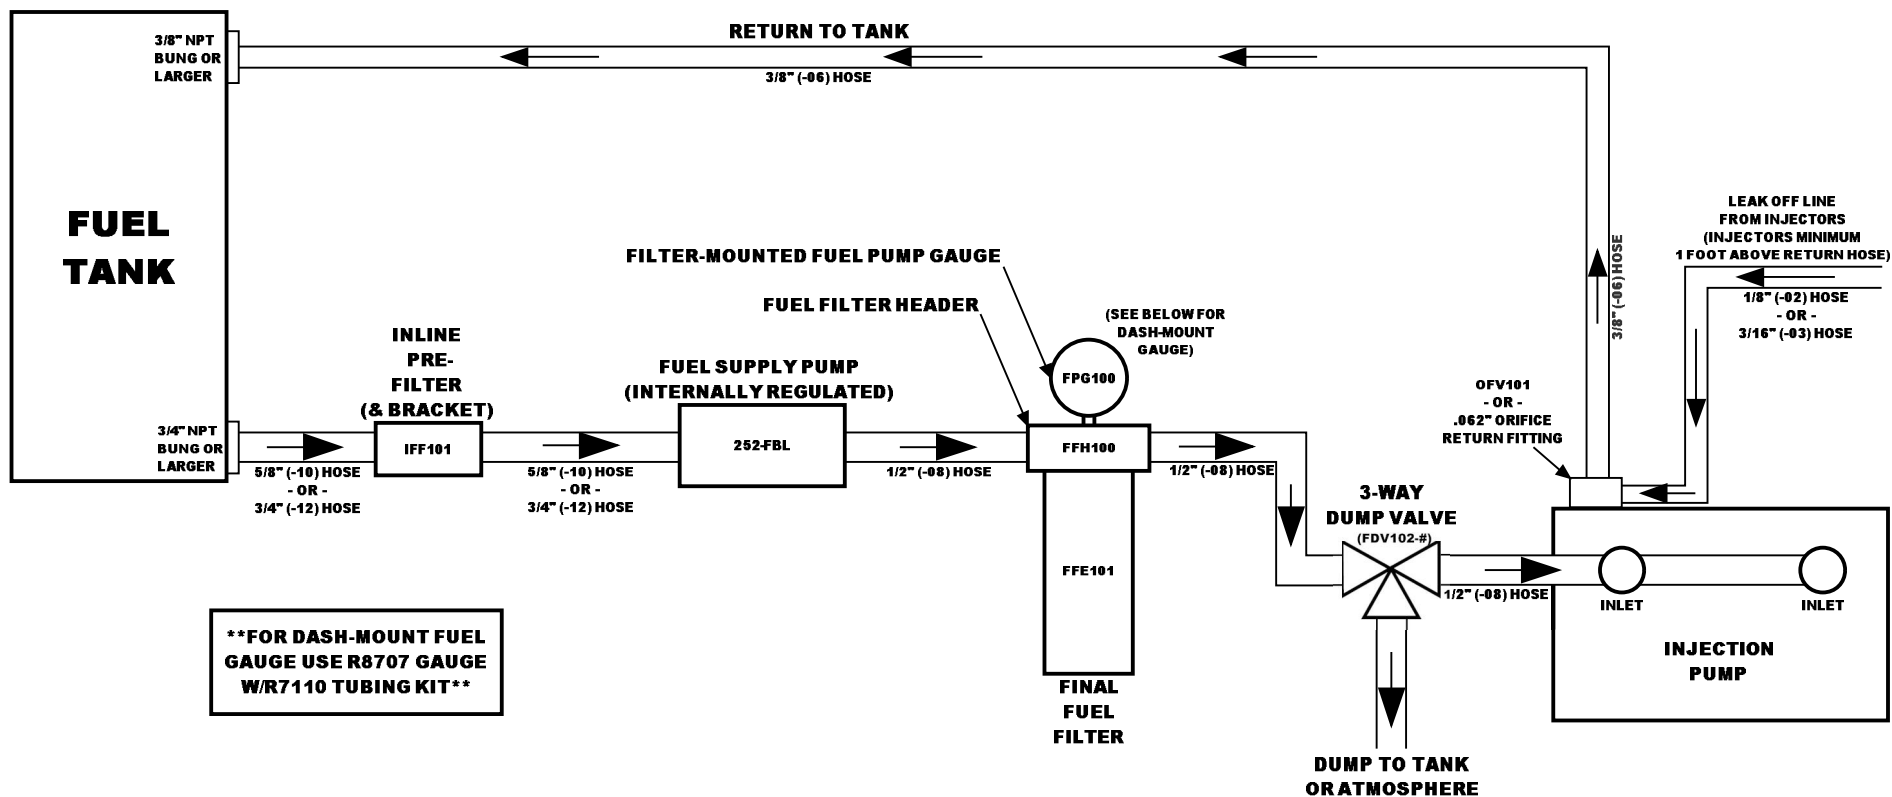 RETURN TO TANK
3/8" (-06) HOSE
3/8" NPT
BUNG OR
LARGER
FUEL
TANK
3/4" NPT
BUNG OR
LARGER
5/8" (-10) HOSE
- OR -
3/4" (-12) HOSE
INLINE
PRE-
FILTER
(& BRACKET)
IFF101
5/8" (-10) HOSE
- OR -
3/4" (-12) HOSE
FUEL SUPPLY PUMP
(INTERNALLY REGULATED)
252-FBL
1/2" (-08) HOSE
FILTER-MOUNTED FUEL PUMP GAUGE
FUEL FILTER HEADER
(SEE BELOW FOR
DASH-MOUNT
GAUGE)
FPG100
FFH100
FFE101
FINAL
FUEL
FILTER
1/2" (-08) HOSE
3-WAY
DUMP VALVE
(FDV102-#)
1/2" (-08) HOSE
DUMP TO TANK
OR ATMOSPHERE
3/8" (-06) HOSE
LEAK OFF LINE
FROM INJECTORS
(INJECTORS MINIMUM
1 FOOT ABOVE RETURN HOSE)
1/8" (-02) HOSE
- OR -
3/16" (-03) HOSE
OFV101
- OR -
.062" ORIFICE
RETURN FITTING
INLET
INLET
INJECTION
PUMP
**FOR DASH-MOUNT FUEL
GAUGE USE R8707 GAUGE
W/R7110 TUBING KIT**